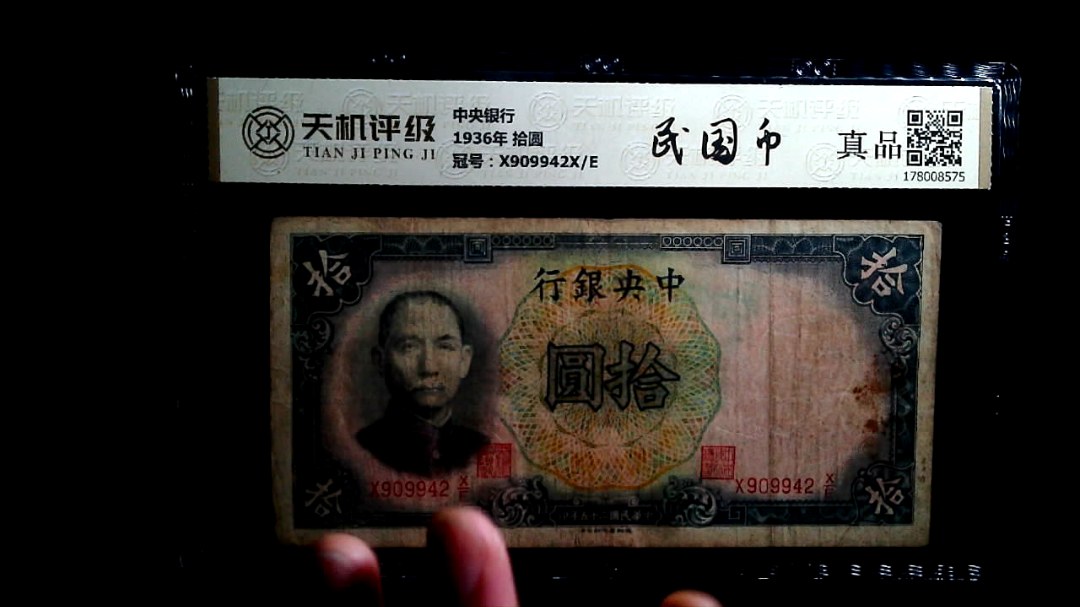 天机评级
TIAN JI PING JI
中央银行
1936年 拾圆
冠号：X909942X/E
民国币
真品
178008575
拾
拾
行銀央中
圓拾
X909942 X/E
X909942 X/E
拾
拾